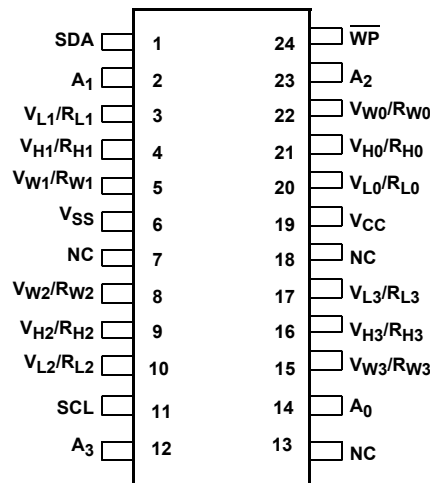 SDA 1 24 WP
A1 2 23 A2
VL1/RL1 3 22 VW0/RW0
VH1/RH1 4 21 VH0/RH0
VW1/RW1 5 20 VL0/RL0
VSS 6 19 VCC
NC 7 18 NC
VW2/RW2 8 17 VL3/RL3
VH2/RH2 9 16 VH3/RH3
VL2/RL2 10 15 VW3/RW3
SCL 11 14 A0
A3 12 13 NC